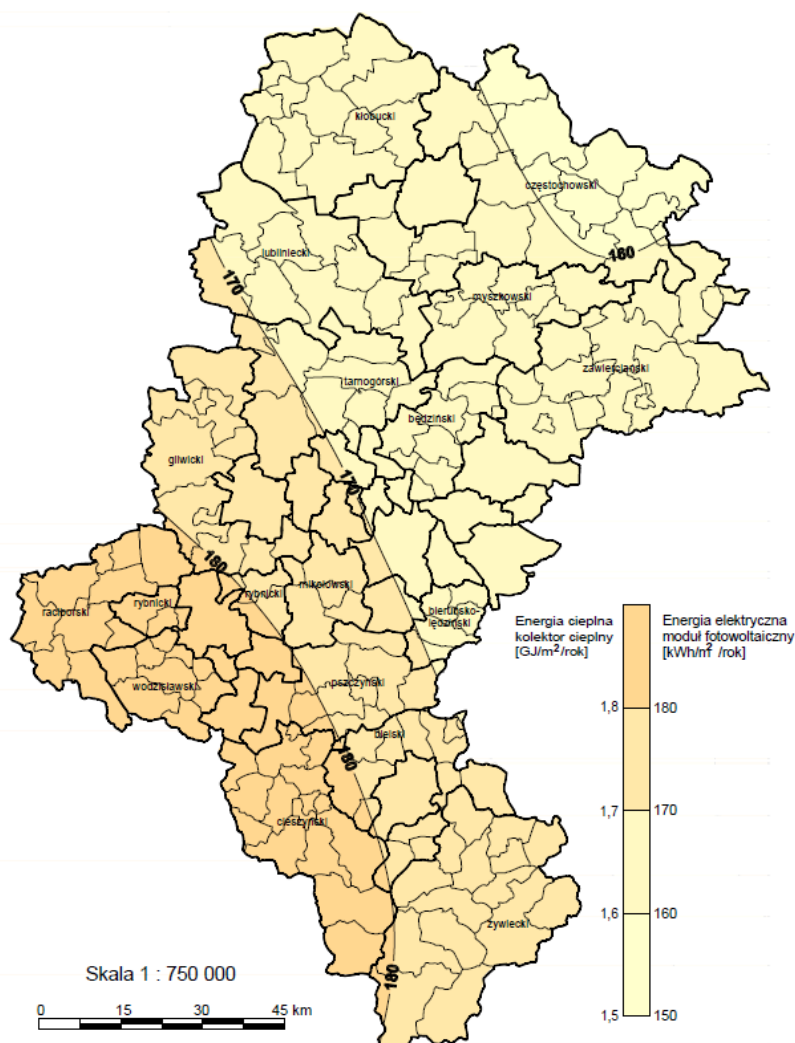 kłobucki
częstochowski
160
lubliniecki
170
myszkowski
zawierciański
tarnogórski
będziński
gliwicki
170
180
mikołowski
rybnicki
rybnicki
raciborski
bieruńsko-
lędziński
wodzisławski
pszczyński
bielski
180
cieszyński
żywiecki
180
Energia cieplna
kolektor cieplny
[GJ/m²/rok]
Energia elektryczna
moduł fotowoltaiczny
[kWh/m² /rok]
1,8 180
1,7 170
1,6 160
1,5 150
Skala 1 : 750 000
0 15 30 45 km